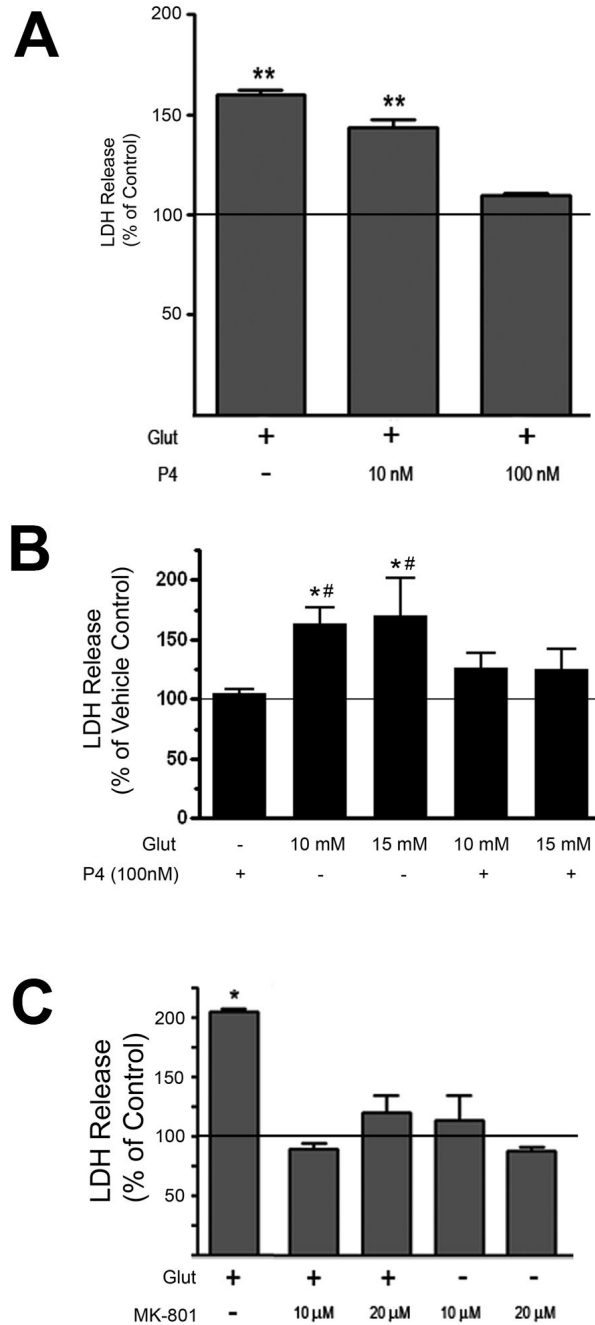 A
200
**
**
150
LDH Release
(% of Control)
100
50
Glut + + +
P4 - 10 nM 100 nM
B
200
*# *#
150
LDH Release
(% of Vehicle Control)
100
50
0
Glut - 10 mM 15 mM 10 mM 15 mM
P4 (100nM) + - - + +
C
*
200
150
LDH Release
(% of Control)
100
50
Glut + + + - -
MK-801 - 10 µM 20 µM 10 µM 20 µM